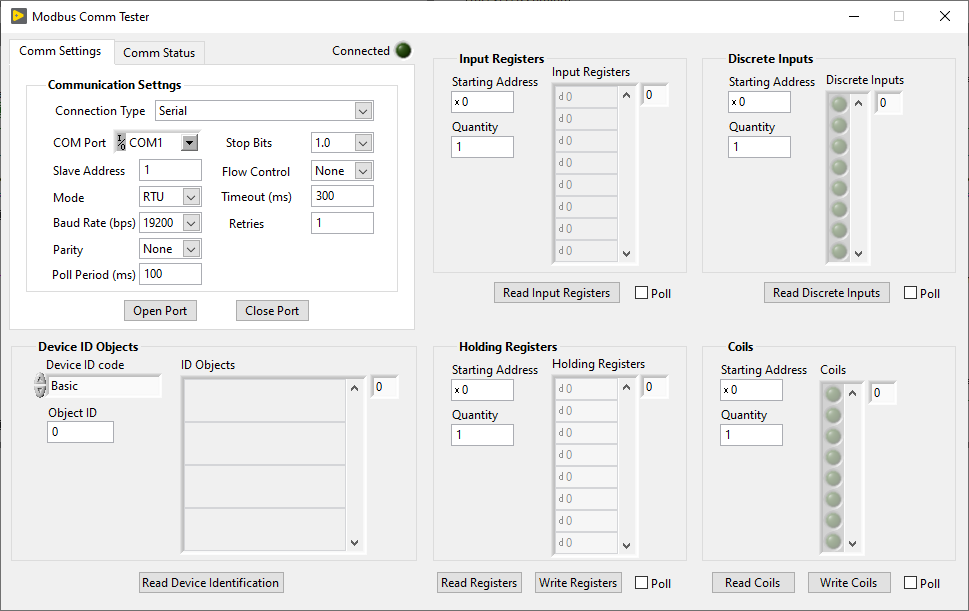 Modbus Comm Tester
Comm Settings
Comm Status
Connected
Communication Settngs
Connection Type Serial
COM Port I/O COM1
Stop Bits 1.0
Slave Address 1
Flow Control None
Mode RTU
Timeout (ms) 300
Baud Rate (bps) 19200
Retries 1
Parity None
Poll Period (ms) 100
Open Port
Close Port
Input Registers
Starting Address
x 0
Quantity
1
Input Registers
0
d 0
d 0
d 0
d 0
d 0
d 0
d 0
d 0
Read Input Registers
Poll
Discrete Inputs
Starting Address
x 0
Quantity
1
Discrete Inputs
0
Read Discrete Inputs
Poll
Device ID Objects
Device ID code
Basic
Object ID
0
ID Objects
0
Read Device Identification
Holding Registers
Starting Address
x 0
Quantity
1
Holding Registers
0
d 0
d 0
d 0
d 0
d 0
d 0
d 0
d 0
Read Registers
Write Registers
Poll
Coils
Starting Address
x 0
Quantity
1
Coils
0
Read Coils
Write Coils
Poll